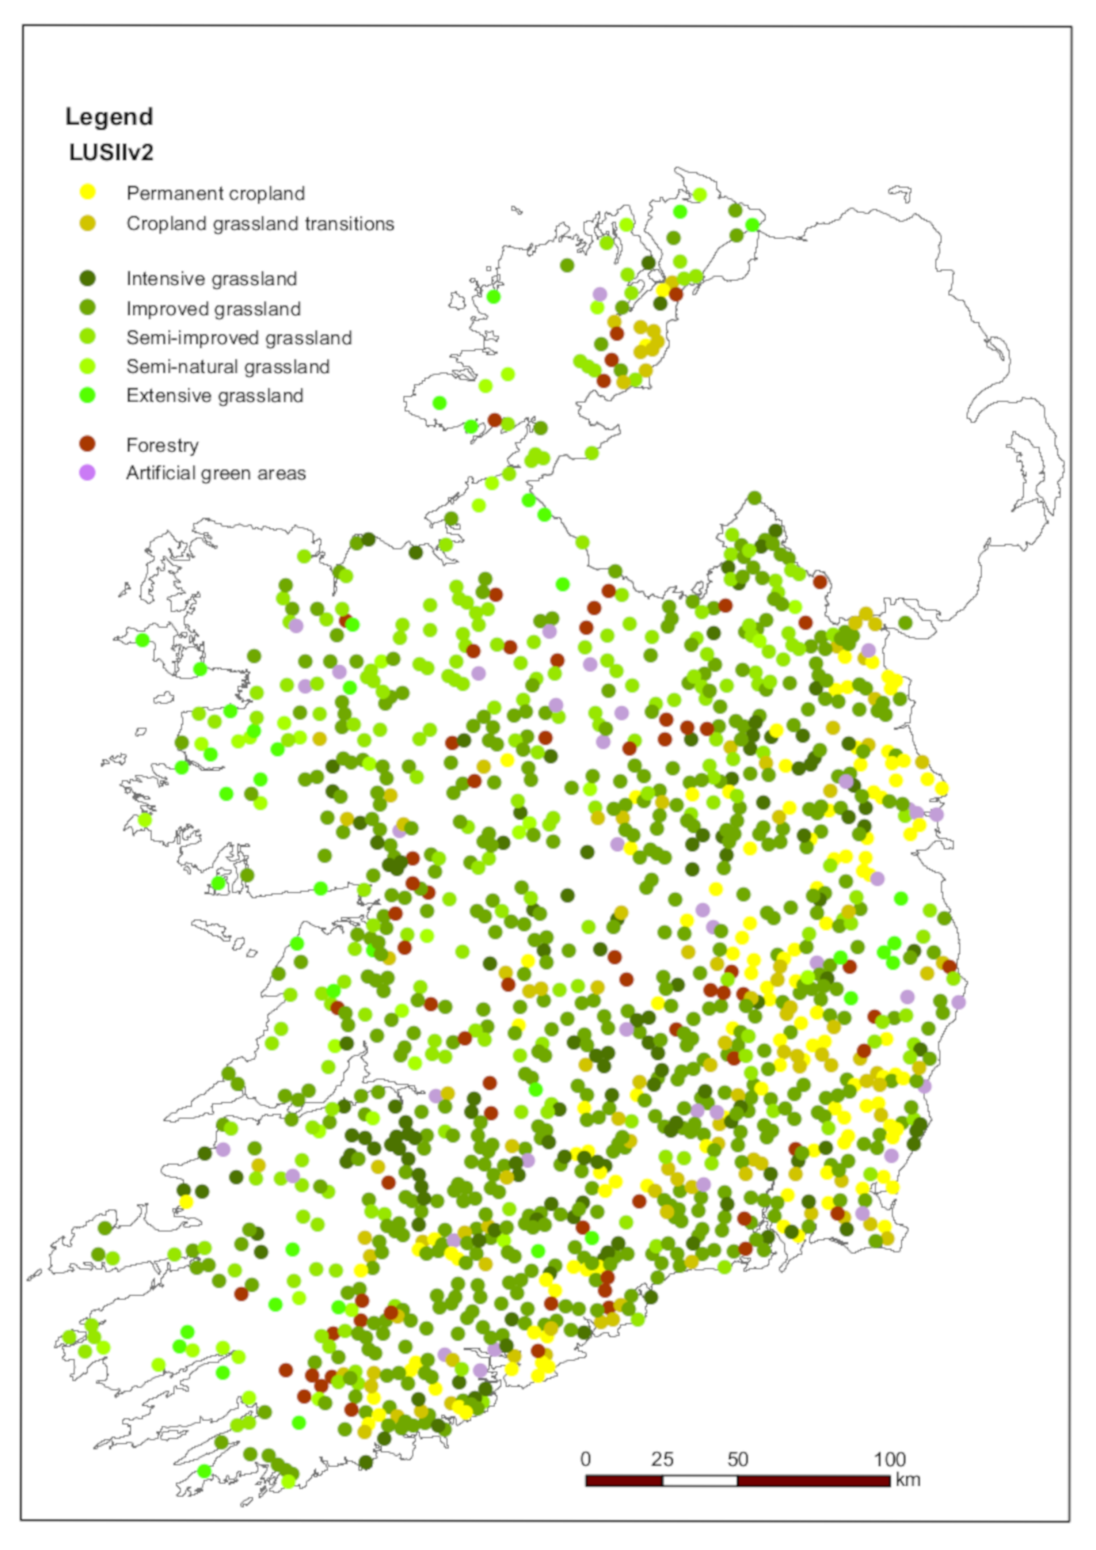 Legend
LUSIIv2
Permanent cropland
Cropland grassland transitions
Intensive grassland
Improved grassland
Semi-improved grassland
Semi-natural grassland
Extensive grassland
Forestry
Artificial green areas
0 25 50 100
km